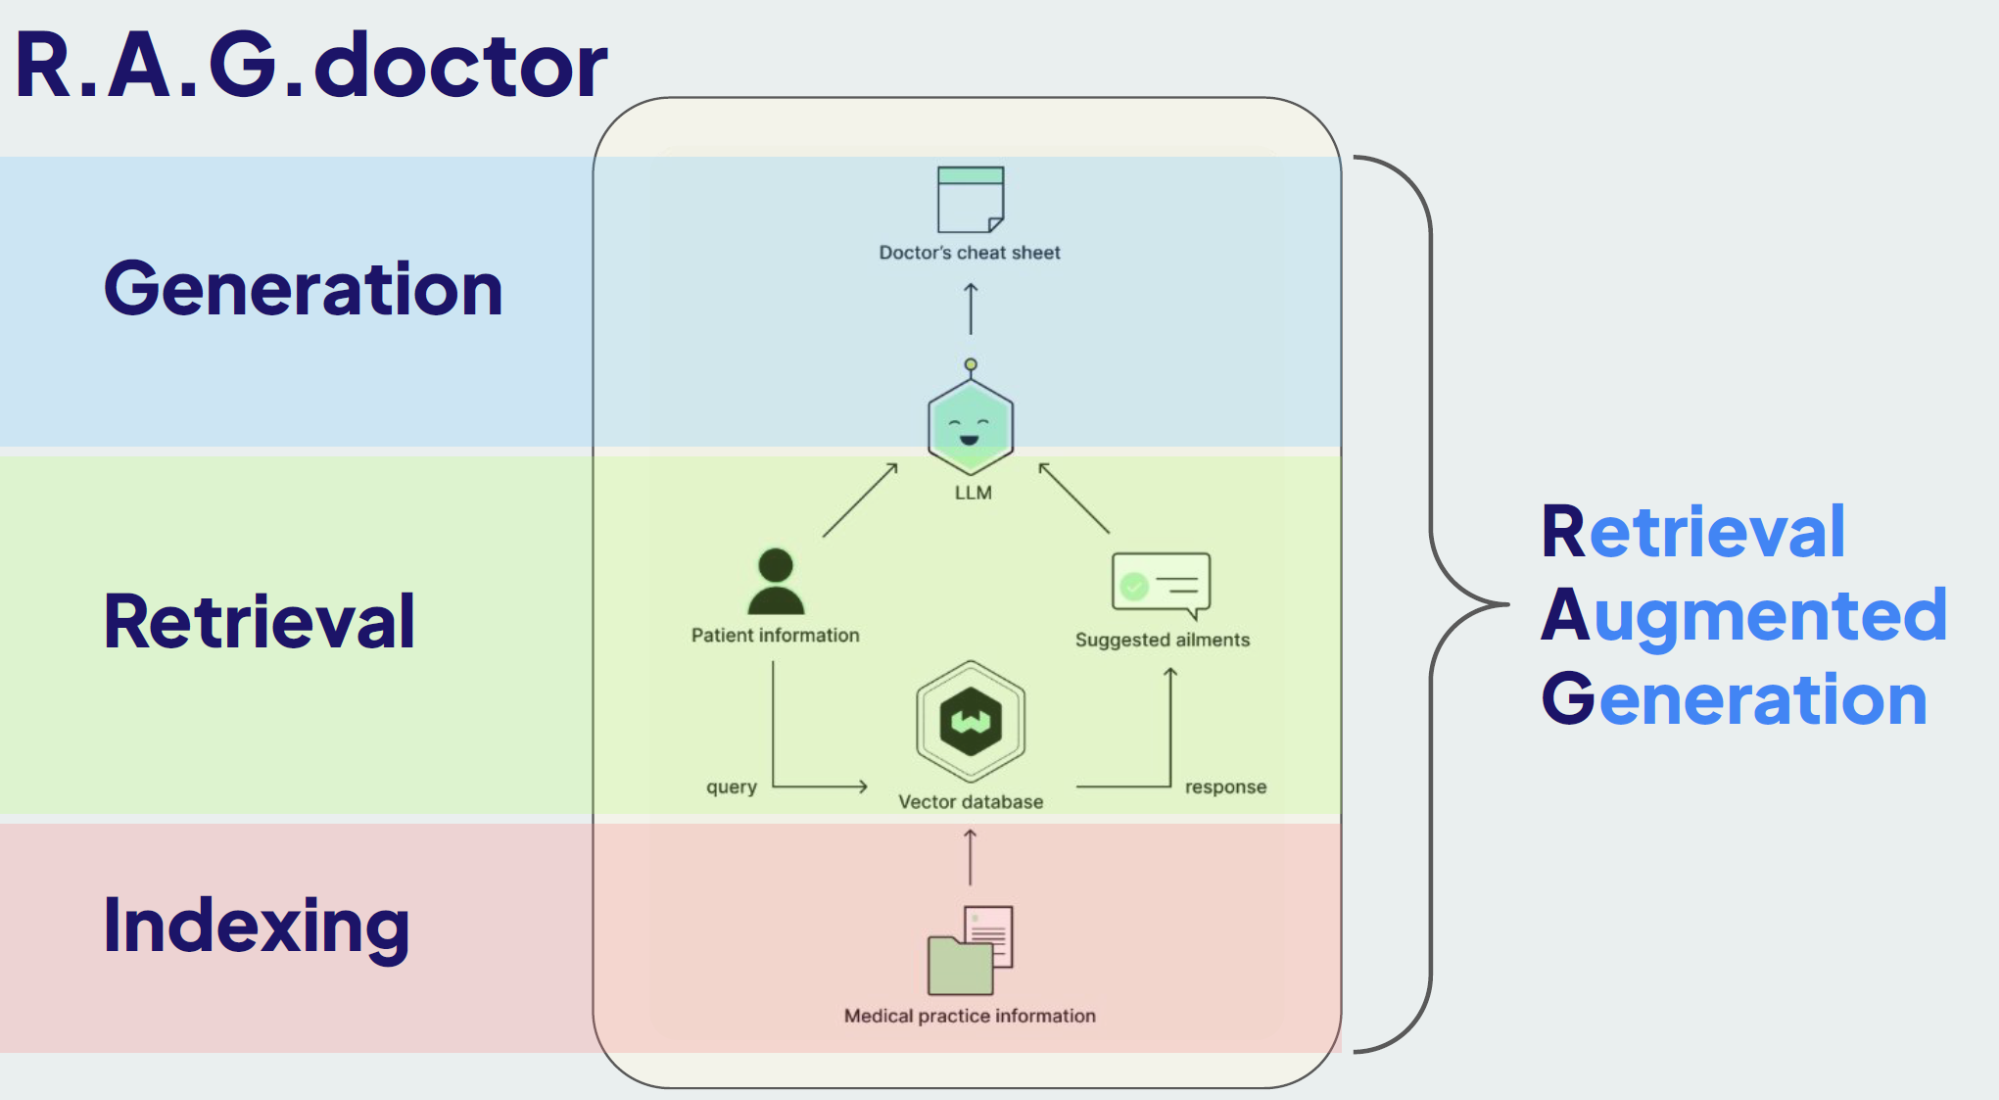 R.A.G.doctor
Generation
Doctor's cheat sheet
LLM
Retrieval
Patient information
Suggested ailments
query
Vector database
response
Indexing
Medical practice information
Retrieval
Augmented
Generation